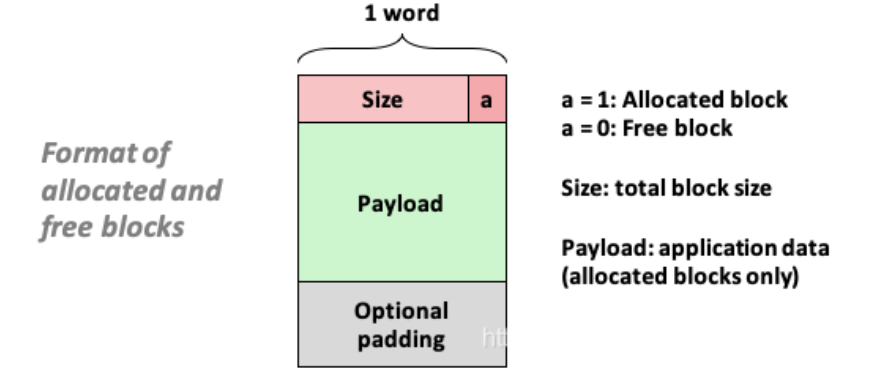 1 word
Size
a
a = 1: Allocated block
a = 0: Free block
Format of
allocated and
free blocks
Size: total block size
Payload
Payload: application data
(allocated blocks only)
Optional
padding